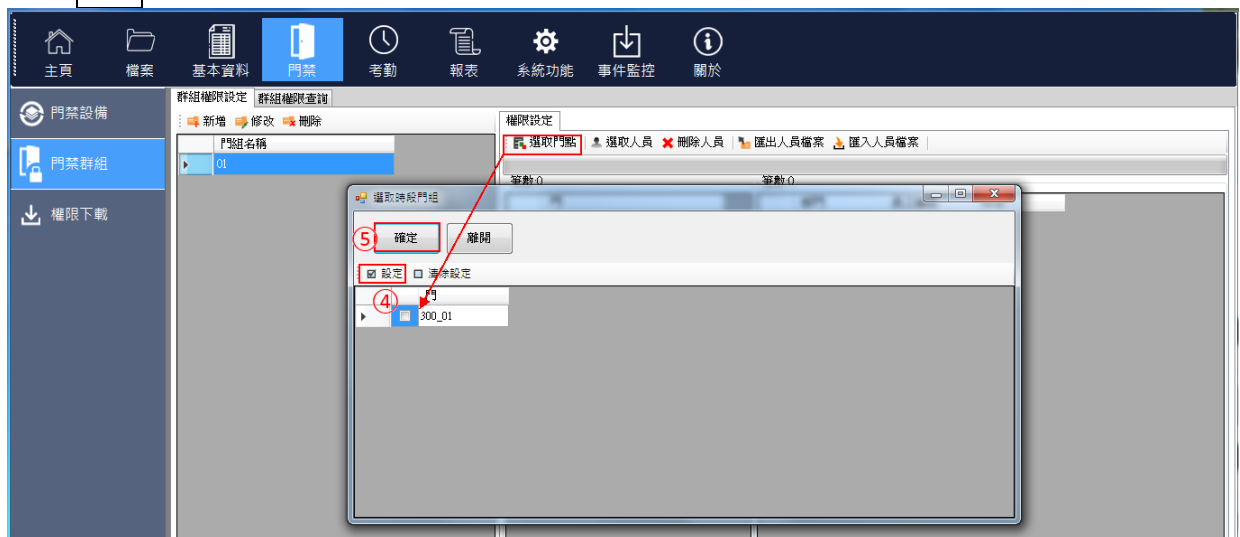 主頁 檔案 基本資料 門禁 考勤 報表 系統功能 事件監控 關於
門禁設備
門禁群組
權限下載
群組權限設定 群組權限查詢
新增 修改 刪除
門組名稱
01
權限設定
選取門點 選取人員 刪除人員 匯出人員檔案 匯入人員檔案
筆數:0 筆數:0
選取時段門組
⑤ 確定 離開
設定 清除設定
④ 門
300_01